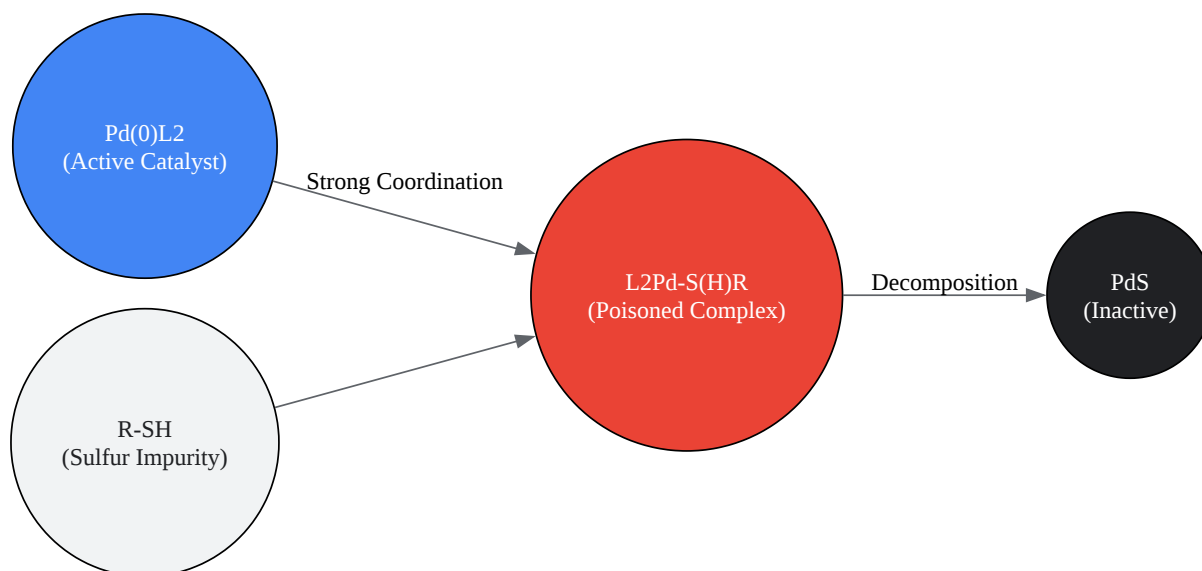 Pd(0)L2
(Active Catalyst)
Strong Coordination
R-SH
(Sulfur Impurity)
L2Pd-S(H)R
(Poisoned Complex)
Decomposition
PdS
(Inactive)